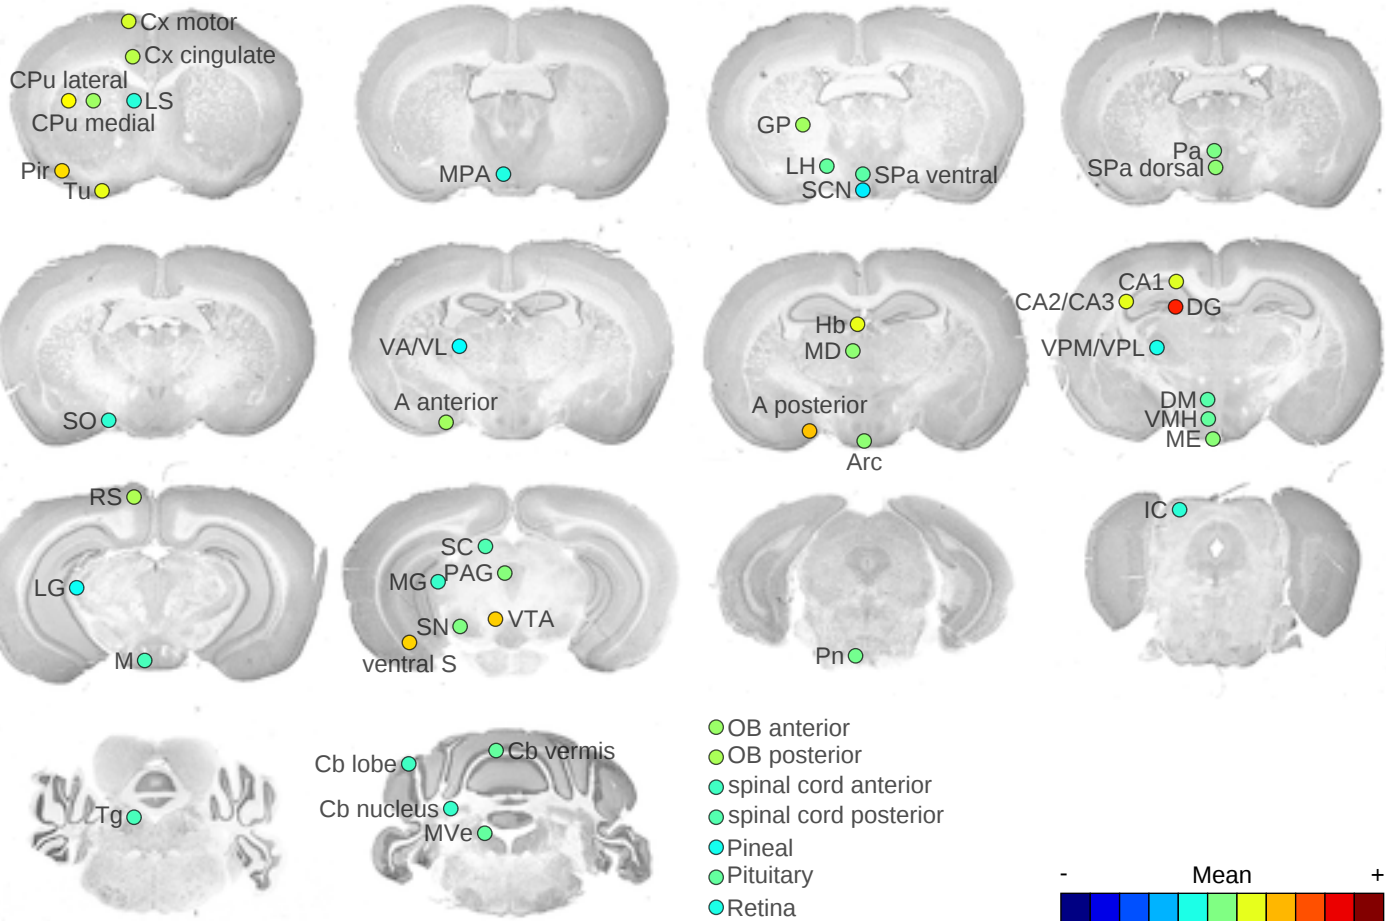 Cx motor
Cx cingulate
CPu lateral
LS
CPu medial
Pir
Tu
MPA
GP
LH
SPa ventral
SCN
Pa
SPa dorsal
SO
VA/VL
A anterior
Hb
MD
A posterior
Arc
CA1
CA2/CA3
DG
VPM/VPL
DM
VMH
ME
RS
LG
M
SC
MG
PAG
SN
VTA
ventral S
Pn
IC
Tg
Cb lobe
Cb vermis
Cb nucleus
MVe
OB anterior
OB posterior
spinal cord anterior
spinal cord posterior
Pineal
Pituitary
Retina
- Mean +